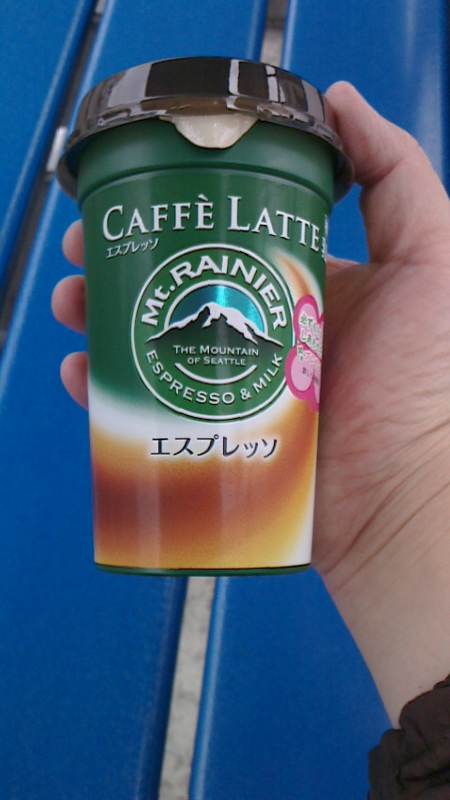 CAFFÈ LATTE
エスプレッソ
Mt. RAINIER
THE MOUNTAIN
OF SEATTLE
ESPRESSO & MILK
エスプレッソ